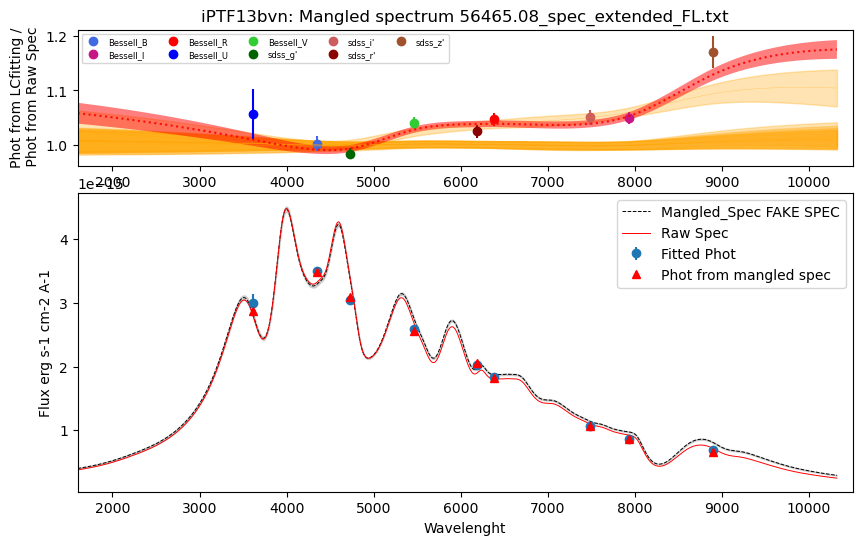 iPTF13bvn: Mangled spectrum 56465.08_spec_extended_FL.txt
Phot from LCfitting /
Phot from Raw Spec
1.2
1.1
1.0
Bessell_B
Bessell_I
Bessell_R
Bessell_U
Bessell_V
sdss_g'
sdss_i'
sdss_r'
sdss_z'
2000 3000 4000 5000 6000 7000 8000 9000 10000
1e−15
Flux erg s-1 cm-2 A-1
4
3
2
1
Mangled_Spec FAKE SPEC
Raw Spec
Fitted Phot
Phot from mangled spec
2000 3000 4000 5000 6000 7000 8000 9000 10000
Wavelenght